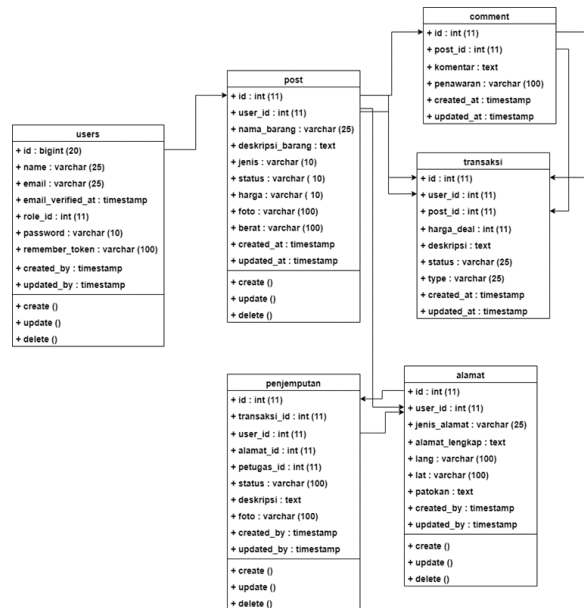 users
+ id : bigint (20)
+ name : varchar (25)
+ email : varchar (25)
+ email_verified_at : timestamp
+ role_id : int (11)
+ password : varchar (10)
+ remember_token : varchar (100)
+ created_by : timestamp
+ updated_by : timestamp
+ create ()
+ update ()
+ delete ()
post
+ id : int (11)
+ user_id : int (11)
+ nama_barang : varchar (25)
+ deskripsi_barang : text
+ jenis : varchar (10)
+ status : varchar ( 10)
+ harga : varchar ( 10)
+ foto : varchar (100)
+ berat : varchar (100)
+ created_at : timestamp
+ updated_at : timestamp
+ create ()
+ update ()
+ delete ()
comment
+ id : int (11)
+ post_id : int (11)
+ komentar : text
+ penawaran : varchar (100)
+ created_at : timestamp
+ updated_at : timestamp
transaksi
+ id : int (11)
+ user_id : int (11)
+ post_id : int (11)
+ harga_deal : int (11)
+ deskripsi : text
+ status : varchar (25)
+ type : varchar (25)
+ created_at : timestamp
+ updated_at : timestamp
penjemputan
+ id : int (11)
+ transaksi_id : int (11)
+ user_id : int (11)
+ alamat_id : int (11)
+ petugas_id : int (11)
+ status : varchar (100)
+ deskripsi : text
+ foto : varchar (100)
+ created_by : timestamp
+ updated_by : timestamp
+ create ()
+ update ()
+ delete ()
alamat
+ id : int (11)
+ user_id : int (11)
+ jenis_alamat : varchar (25)
+ alamat_lengkap : text
+ lang : varchar (100)
+ lat : varchar (100)
+ patokan : text
+ created_by : timestamp
+ updated_by : timestamp
+ create ()
+ update ()
+ delete ()